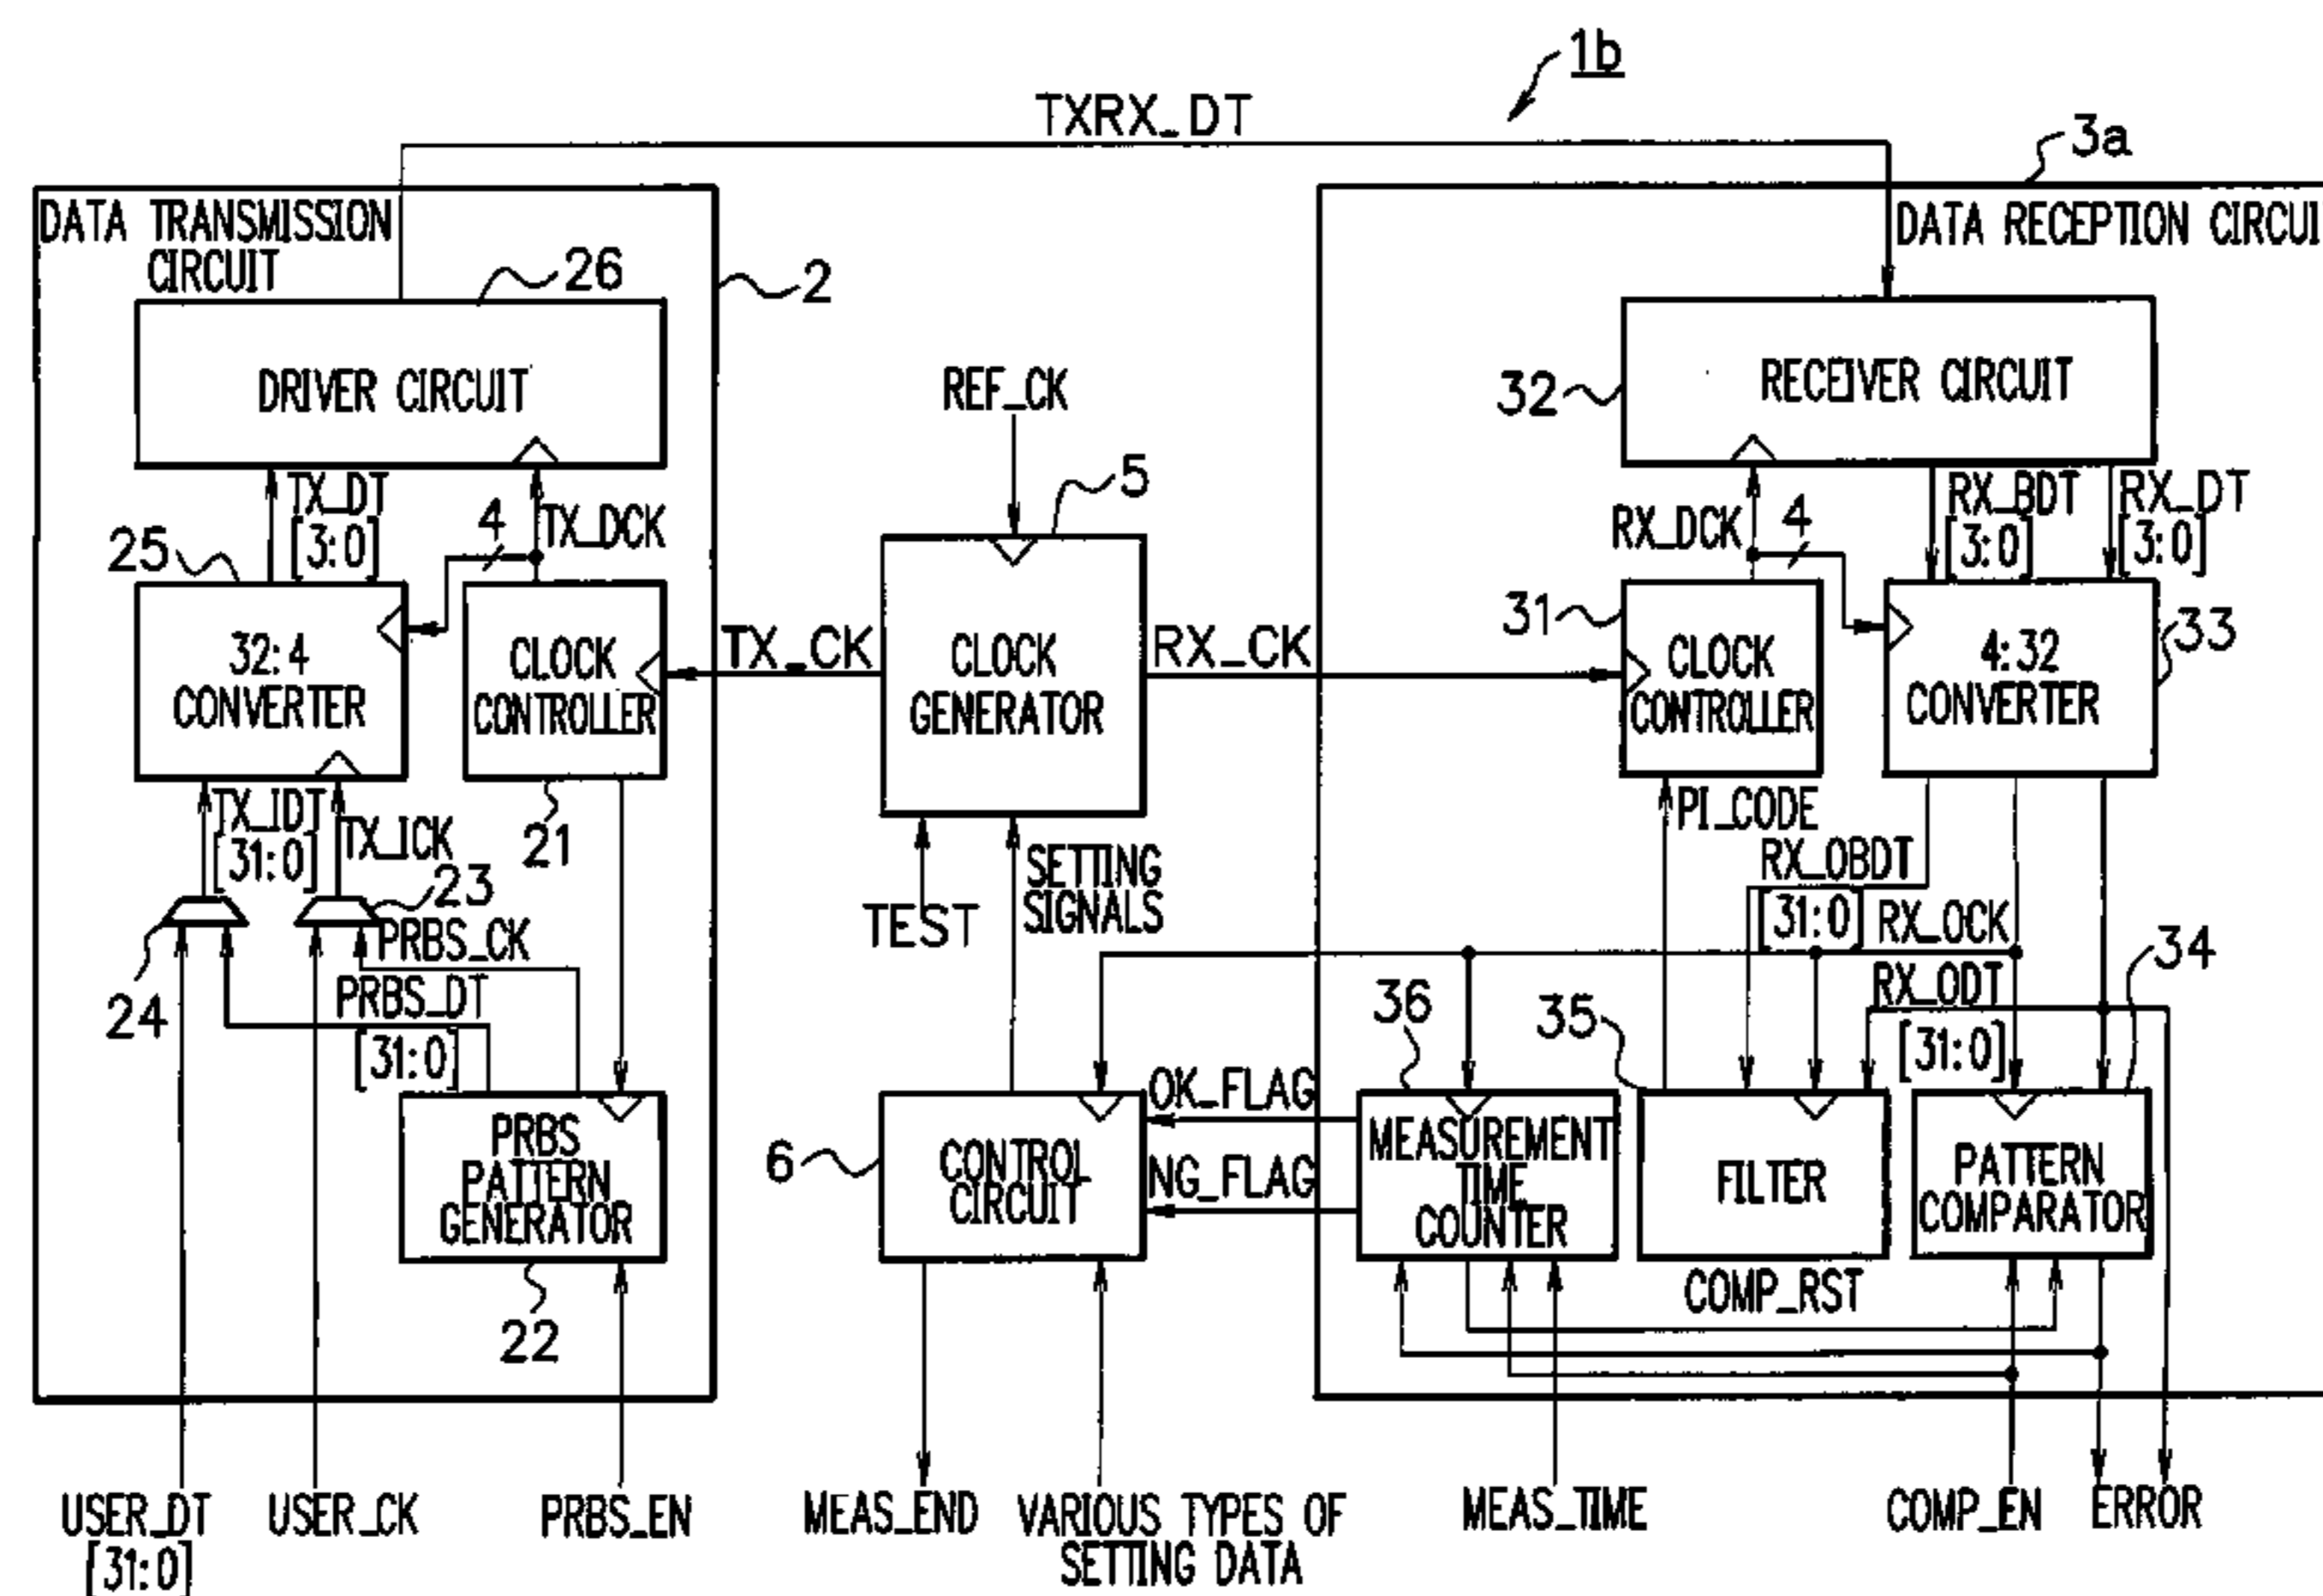 1b
TXRX_DT
3a
DATA TRANSMISSION
CIRCUIT
26
2
DATA RECEPTION CIRCUI
DRIVER CIRCUIT
REF_CK
32
RECEIVER CIRCUIT
TX_DT
[3:0]
4
TX_DCK
5
RX_DCK
4
RX_BDT
[3:0]
RX_DT
[3:0]
25
32:4
CONVERTER
CLOCK
CONTROLLER
TX_CK
CLOCK
GENERATOR
RX_CK
31
CLOCK
CONTROLLER
4:32
CONVERTER
33
TX_IDT
[31:0]
TX_ICK
21
PI_CODE
23
24
PRBS_CK
PRBS_DT
[31:0]
TEST
SETTING
SIGNALS
RX_OBDT
[31:0]
RX_OCK
RX_ODT
[31:0]
34
36
35
PRBS
PATTERN
GENERATOR
22
6
CONTROL
CIRCUIT
OK_FLAG
NG_FLAG
MEASUREMENT
TIME
COUNTER
FILTER
PATTERN
COMPARATOR
COMP_RST
USER_DT
[31:0]
USER_CK
PRBS_EN
MEAS_END
VARIOUS TYPES OF
SETTING DATA
MEAS_TIME
COMP_EN
ERROR